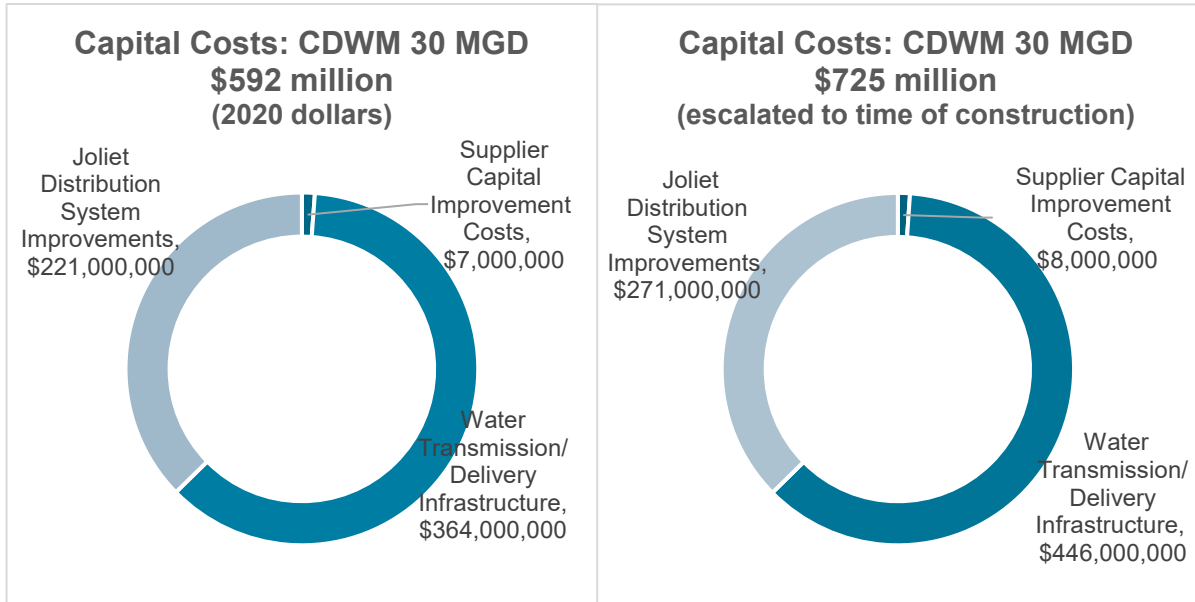 Capital Costs: CDWM 30 MGD
$592 million
(2020 dollars)
Joliet
Distribution
System
Improvements,
$221,000,000
Supplier
Capital
Improvement
Costs,
$7,000,000
Water
Transmission/
Delivery
Infrastructure,
$364,000,000
Capital Costs: CDWM 30 MGD
$725 million
(escalated to time of construction)
Joliet
Distribution
System
Improvements,
$271,000,000
Supplier Capital
Improvement
Costs,
$8,000,000
Water
Transmission/
Delivery
Infrastructure,
$446,000,000